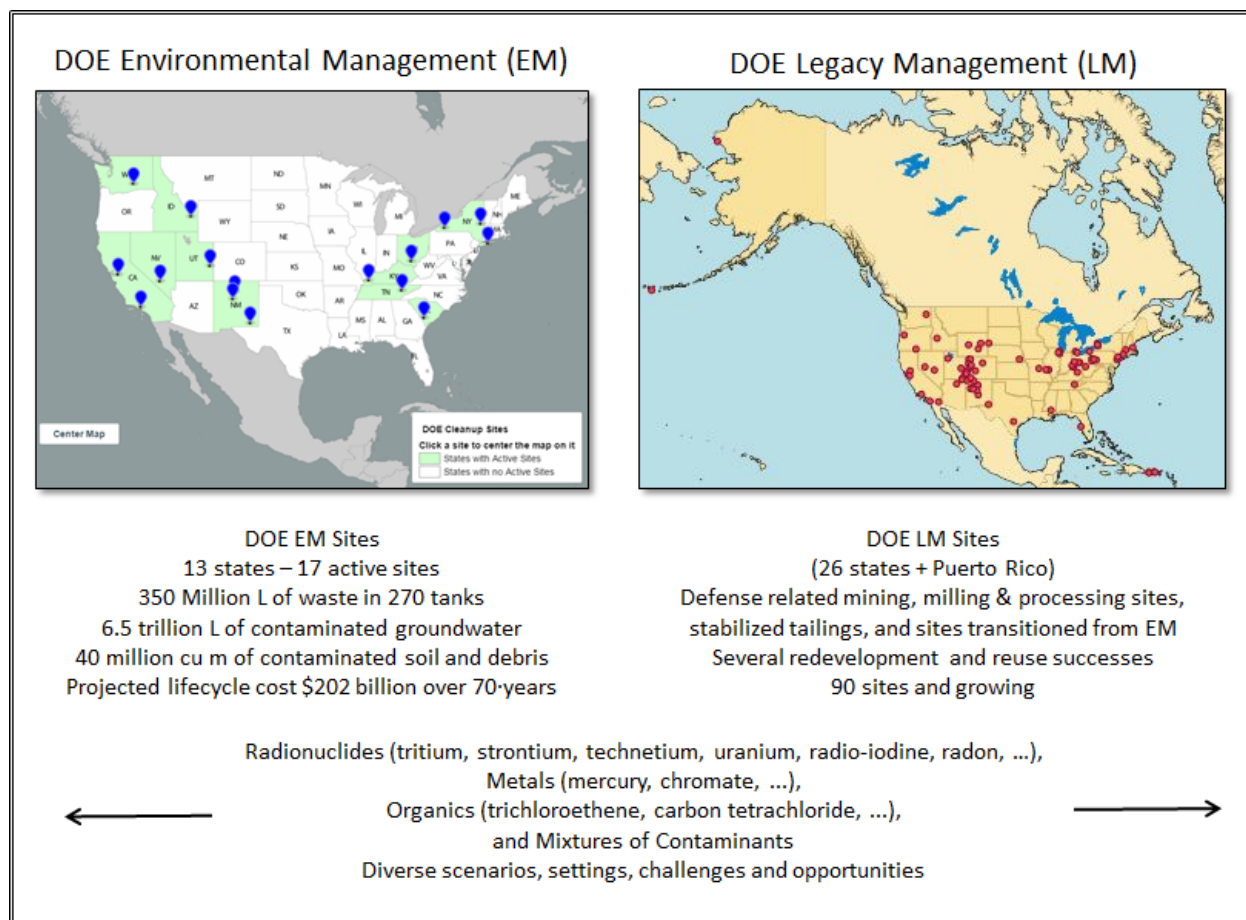 DOE Environmental Management (EM)
DOE Legacy Management (LM)
MT
ND
MN
ME
OR
ID
SD
WI
MI
NY
NH
WY
IA
PA
NE
IL
IN
NV
UT
CO
KS
MO
KY
WV
VA
CA
TN
NC
AZ
NM
OK
AR
MS
AL
GA
TX
LA
FL
Center Map
DOE Cleanup Sites
Click a site to center the map on it
States with Active Sites
States with no Active Sites
DOE EM Sites
13 states – 17 active sites
350 Million L of waste in 270 tanks
6.5 trillion L of contaminated groundwater
40 million cu m of contaminated soil and debris
Projected lifecycle cost $202 billion over 70·years
DOE LM Sites
(26 states + Puerto Rico)
Defense related mining, milling & processing sites,
stabilized tailings, and sites transitioned from EM
Several redevelopment and reuse successes
90 sites and growing
Radionuclides (tritium, strontium, technetium, uranium, radio-iodine, radon, ...),
Metals (mercury, chromate, ...),
Organics (trichloroethene, carbon tetrachloride, ...),
and Mixtures of Contaminants
Diverse scenarios, settings, challenges and opportunities